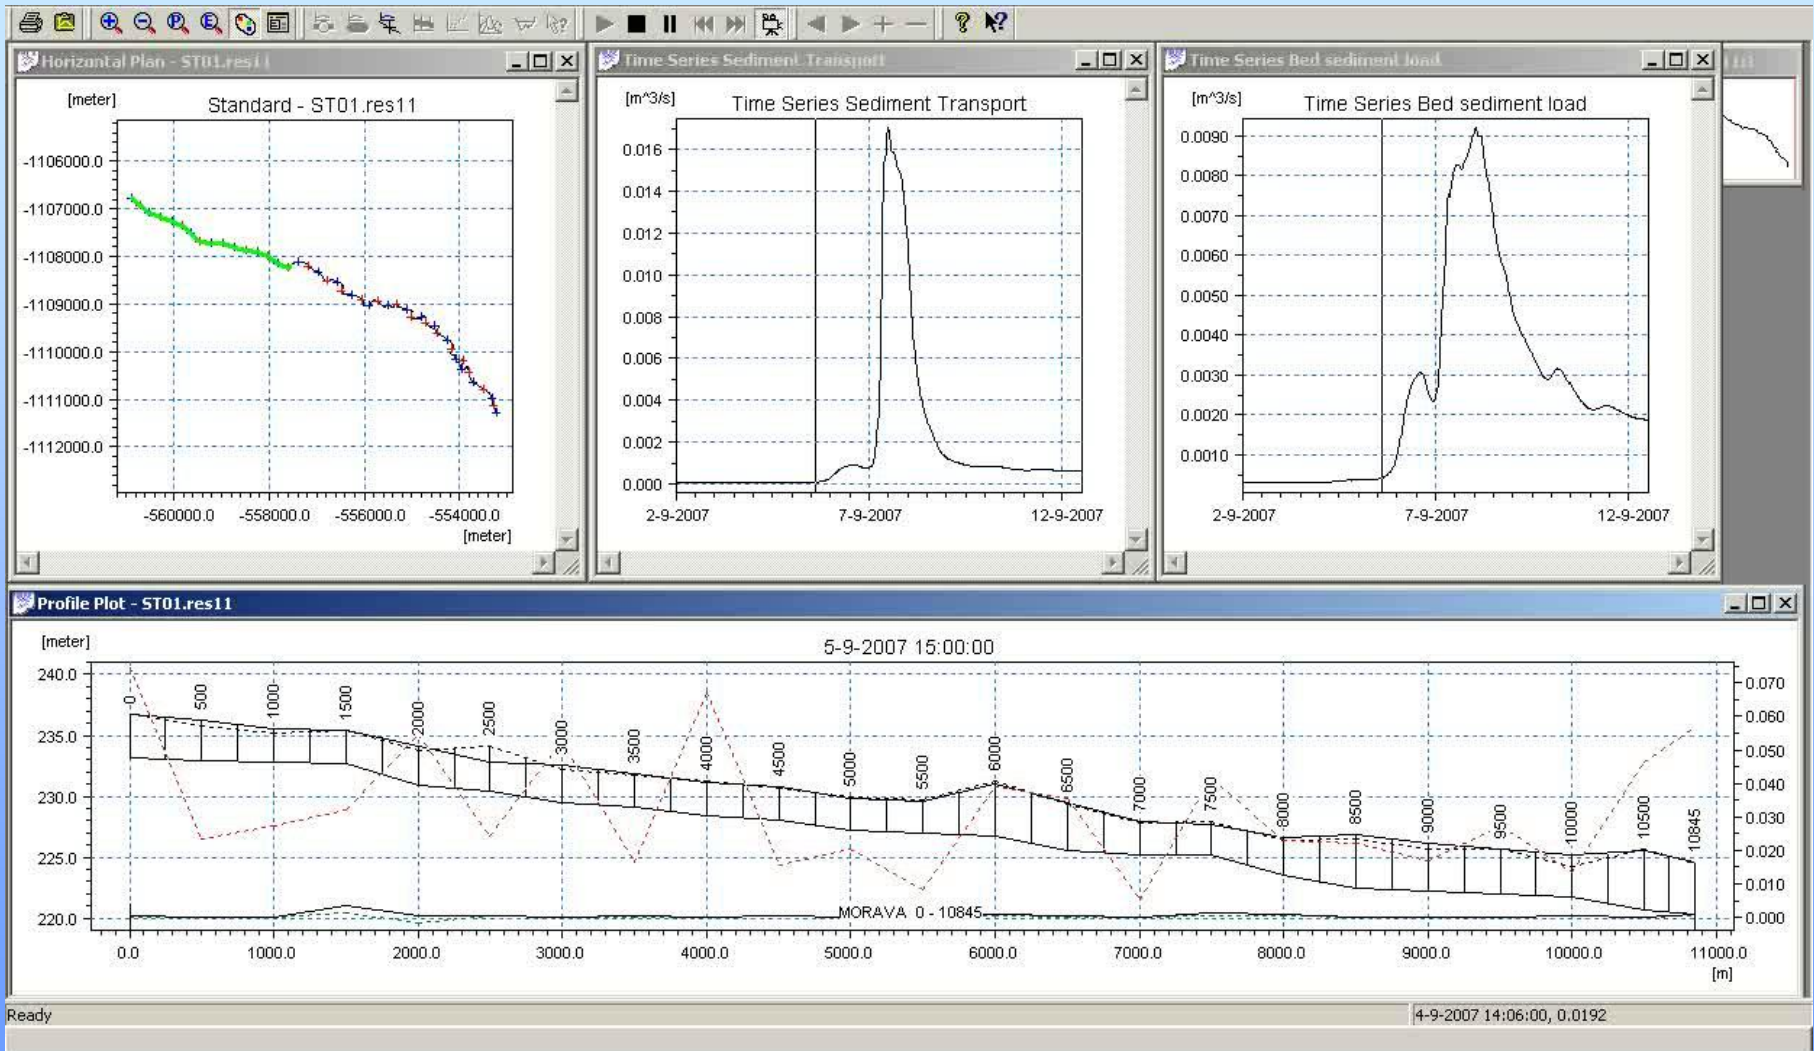 Horizontal Plan - ST01.res11
[meter]
Standard - ST01.res11
-1106000.0
-1107000.0
-1108000.0
-1109000.0
-1110000.0
-1111000.0
-1112000.0
-560000.0 -558000.0 -556000.0 -554000.0
[meter]
Time Series Sediment Transport
[m^3/s]
Time Series Sediment Transport
0.016
0.014
0.012
0.010
0.008
0.006
0.004
0.002
0.000
2-9-2007 7-9-2007 12-9-2007
Time Series Bed sediment load
[m^3/s]
Time Series Bed sediment load
0.0090
0.0080
0.0070
0.0060
0.0050
0.0040
0.0030
0.0020
0.0010
2-9-2007 7-9-2007 12-9-2007
Profile Plot - ST01.res11
[meter]
5-9-2007 15:00:00
240.0
235.0
230.0
225.0
220.0
0 500 1000 1500 2000 2500 3000 3500 4000 4500 5000 5500 6000 6500 7000 7500 8000 8500 9000 9500 10000 10500 10845
0.070
0.060
0.050
0.040
0.030
0.020
0.010
0.000
MORAVA 0 - 10845
0.0 1000.0 2000.0 3000.0 4000.0 5000.0 6000.0 7000.0 8000.0 9000.0 10000.0 11000.0
[m]
Ready
4-9-2007 14:06:00, 0.0192